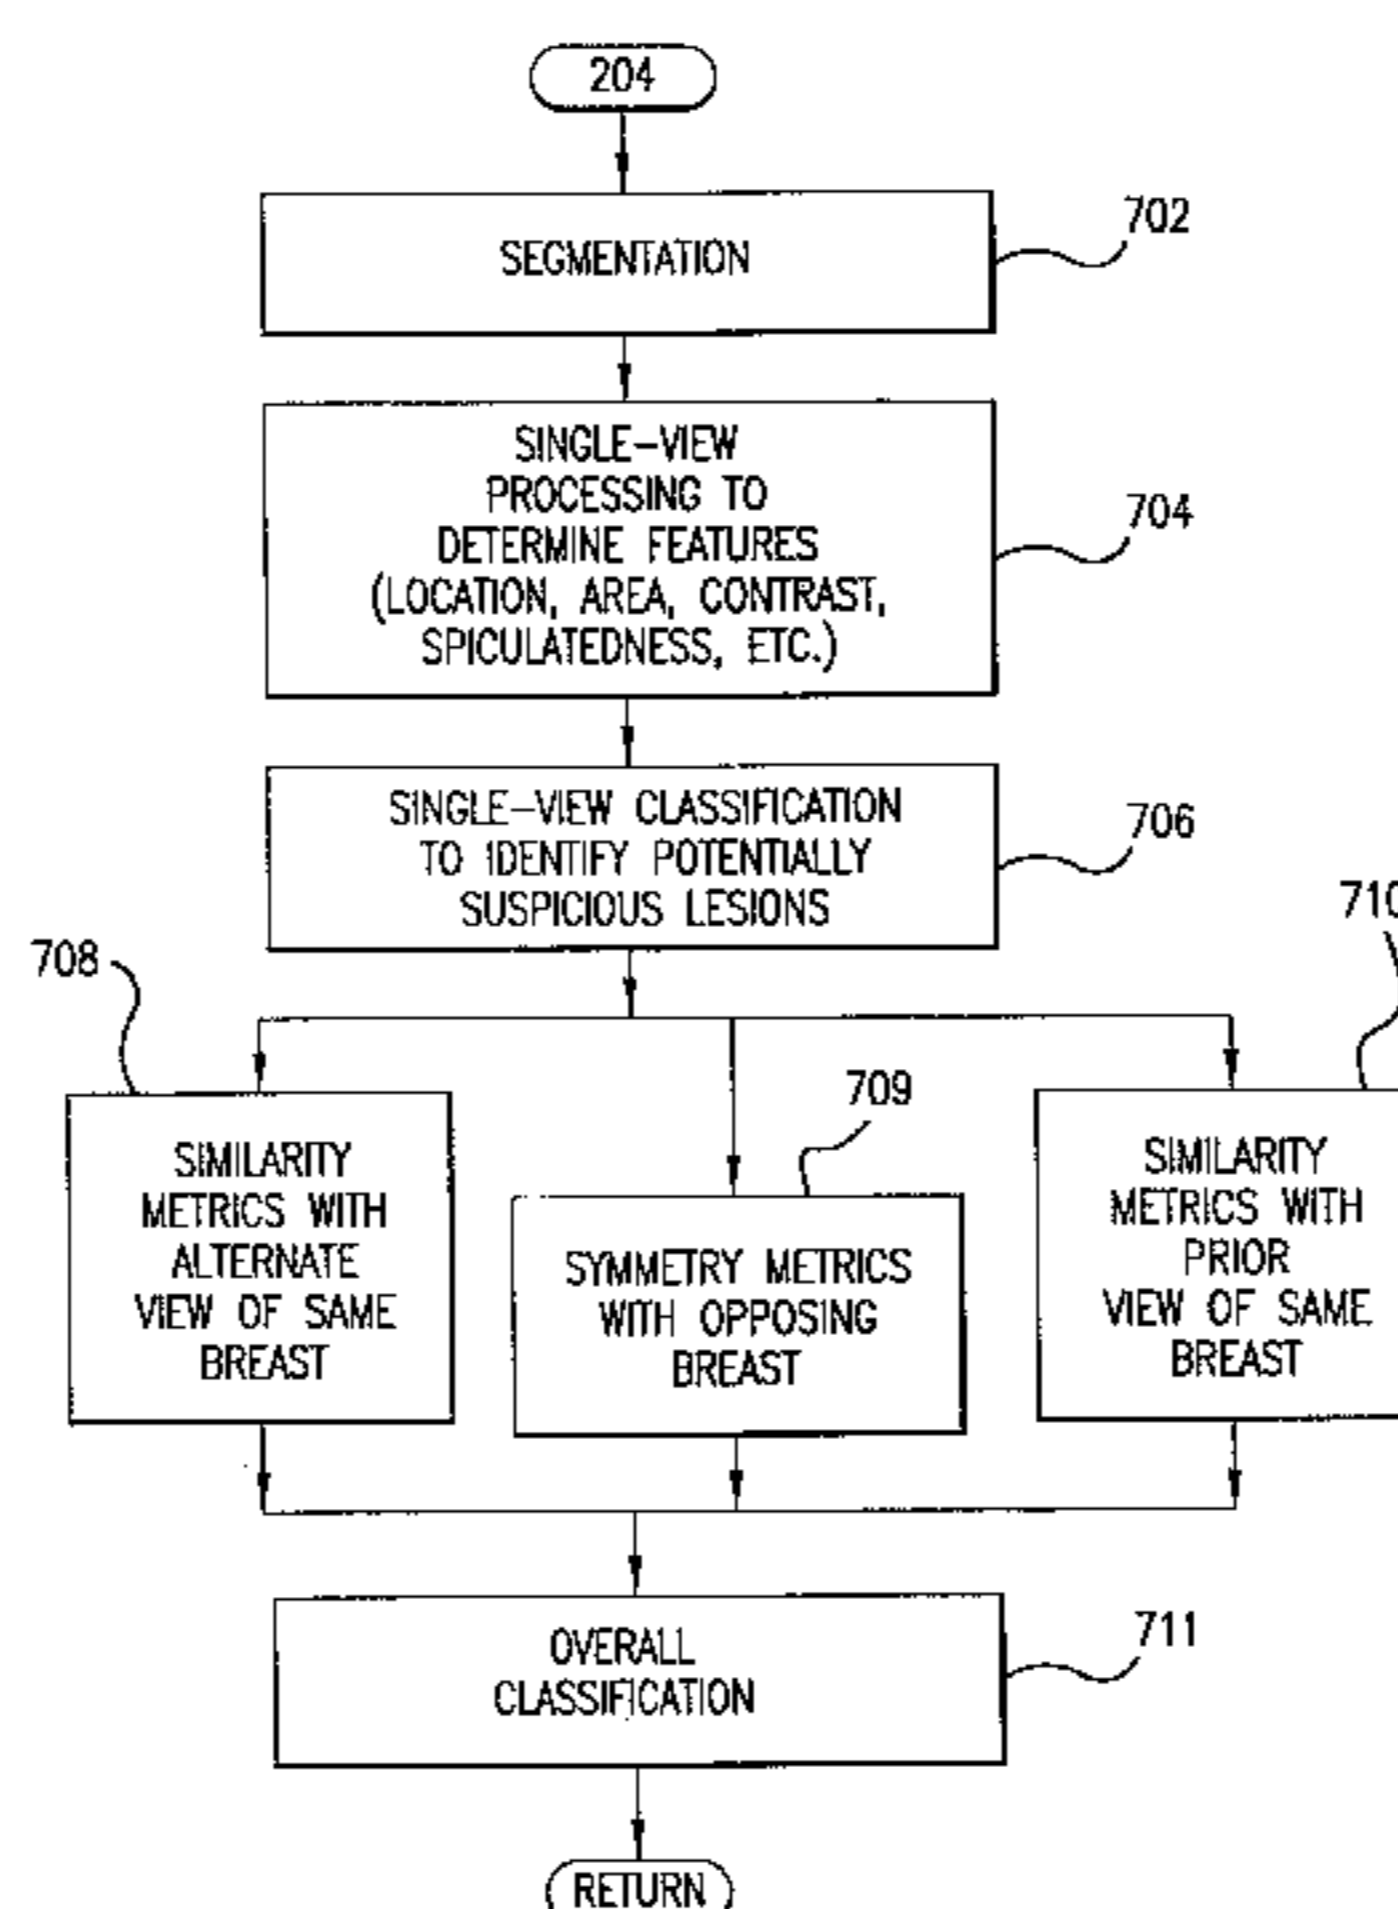 204
SEGMENTATION
702
SINGLE-VIEW
PROCESSING TO
DETERMINE FEATURES
(LOCATION, AREA, CONTRAST,
SPICULATEDNESS, ETC.)
704
SINGLE-VIEW CLASSIFICATION
TO IDENTIFY POTENTIALLY
SUSPICIOUS LESIONS
706
708
SIMILARITY
METRICS WITH
ALTERNATE
VIEW OF SAME
BREAST
709
SYMMETRY METRICS
WITH OPPOSING
BREAST
710
SIMILARITY
METRICS WITH
PRIOR
VIEW OF SAME
BREAST
OVERALL
CLASSIFICATION
711
RETURN